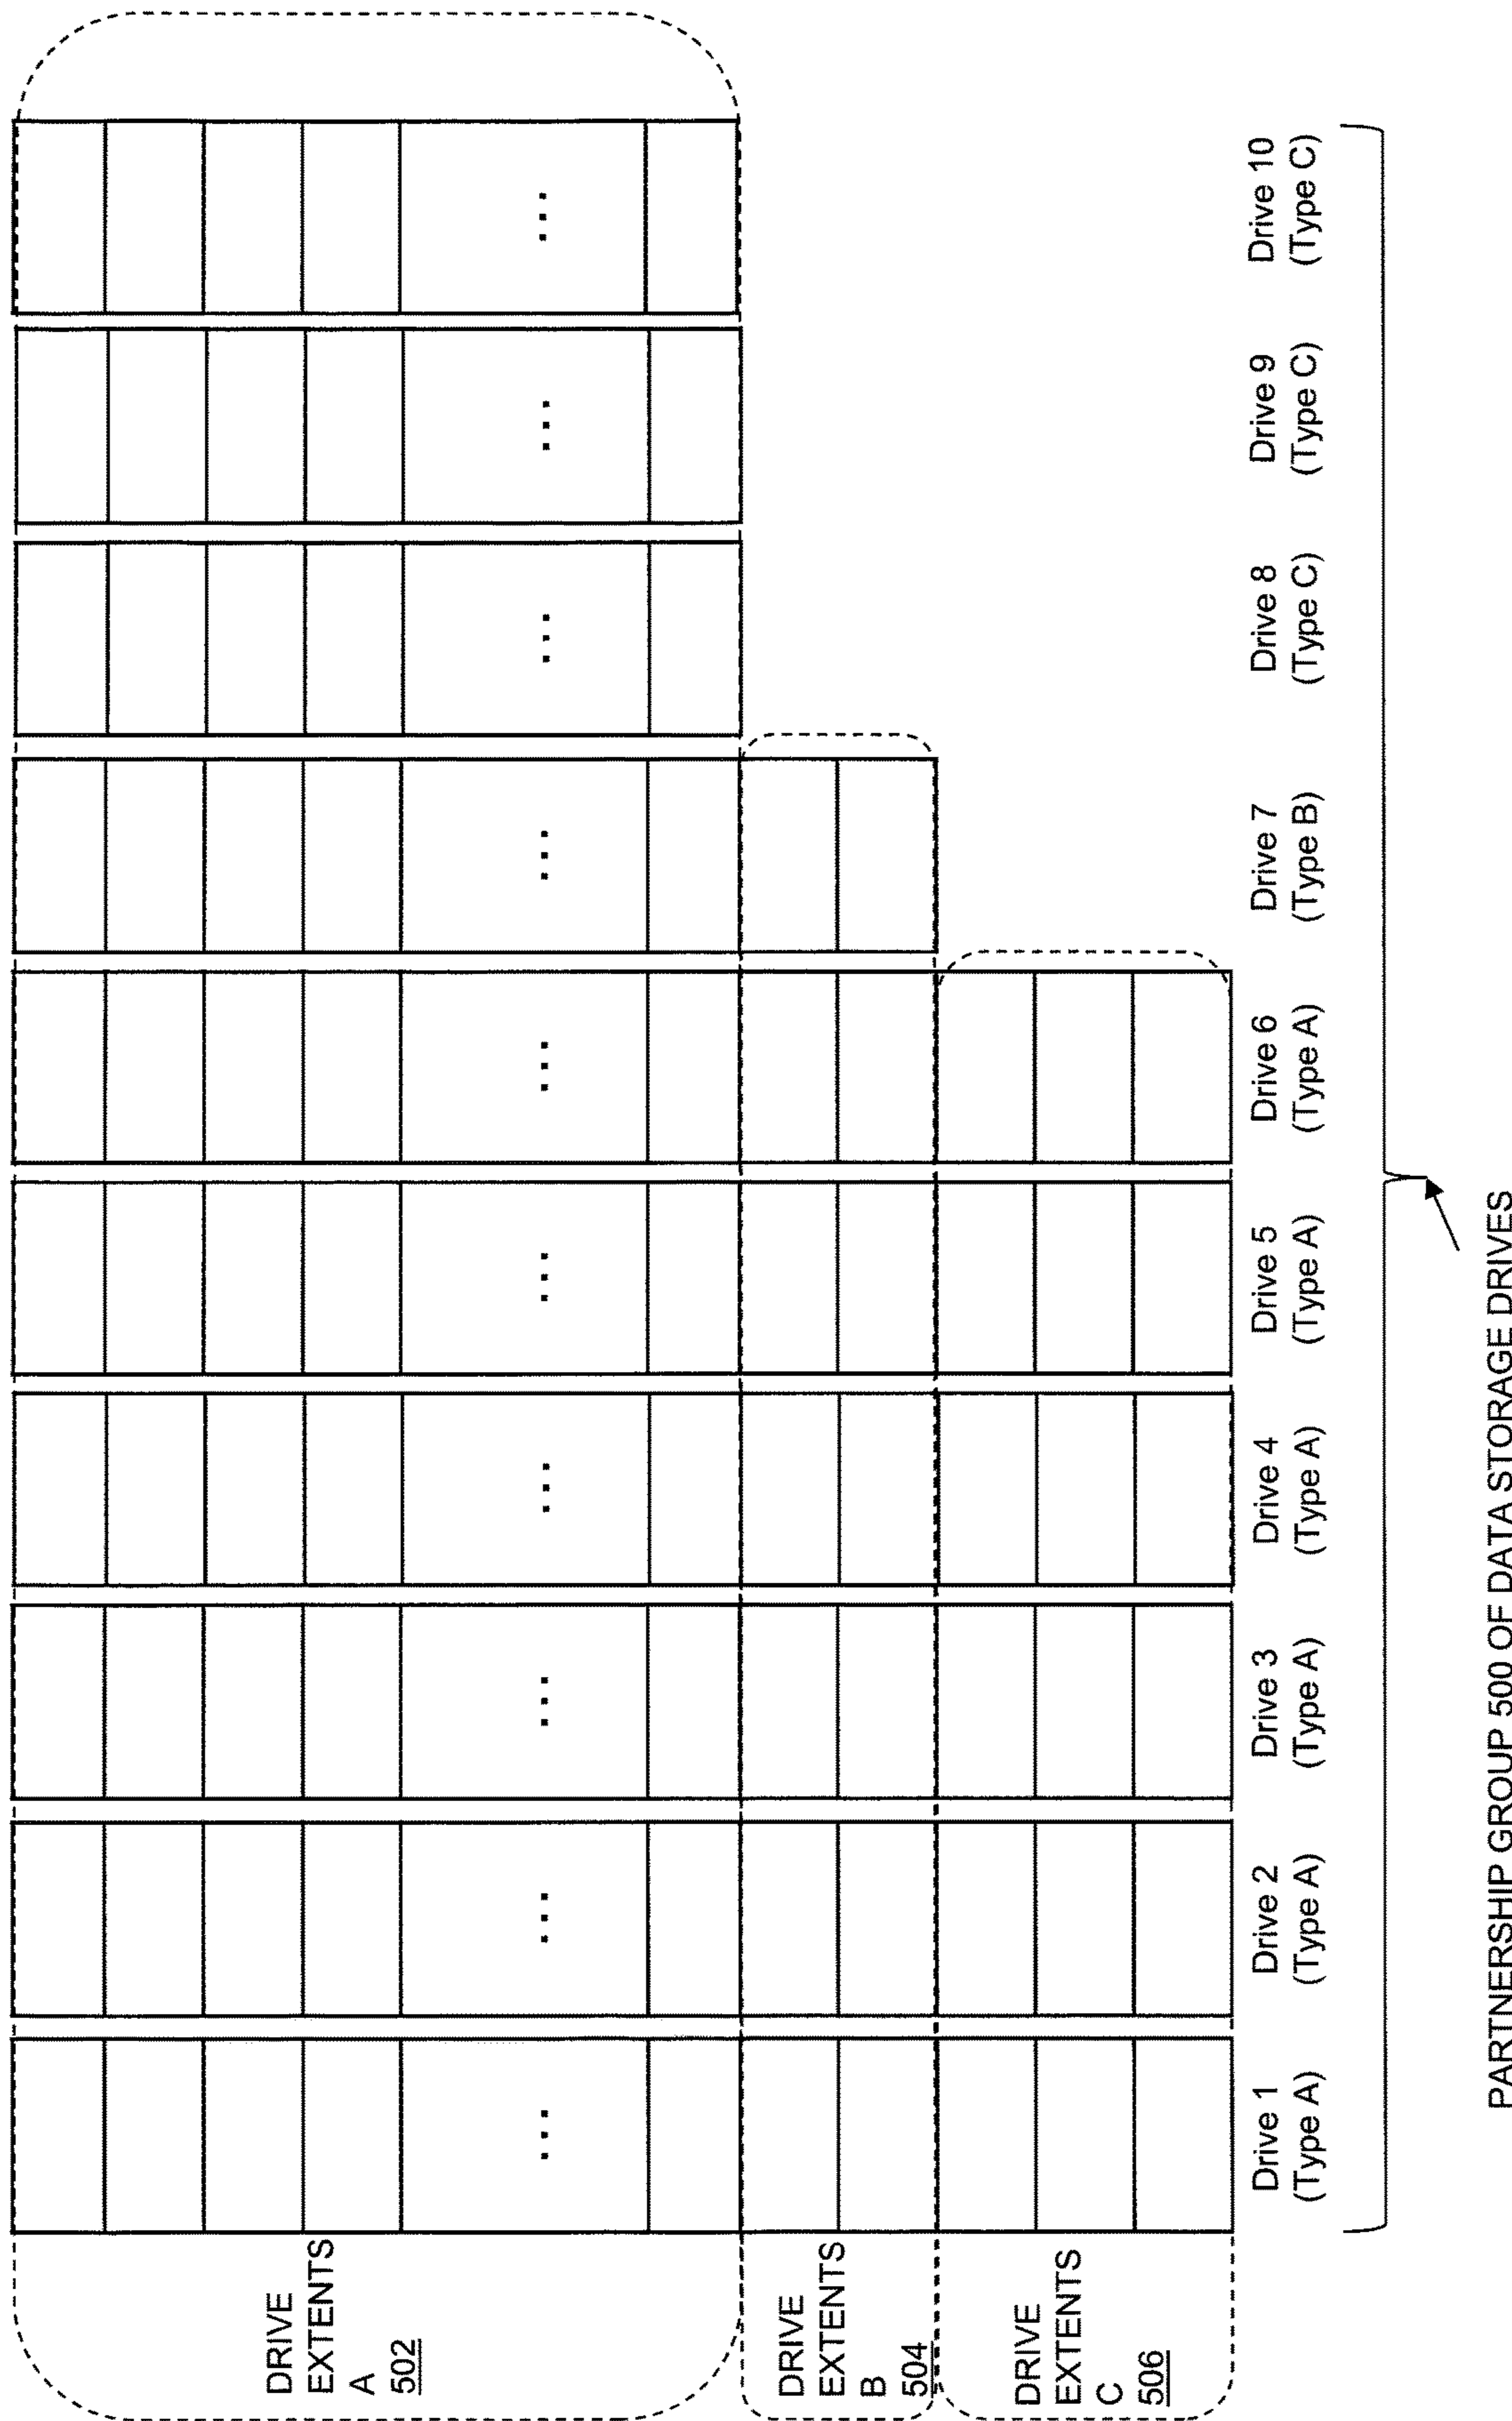 DRIVE
EXTENTS
A
502
DRIVE
EXTENTS
B
504
DRIVE
EXTENTS
C
506
Drive 1
(Type A)
Drive 2
(Type A)
Drive 3
(Type A)
Drive 4
(Type A)
Drive 5
(Type A)
Drive 6
(Type A)
Drive 7
(Type B)
Drive 8
(Type C)
Drive 9
(Type C)
Drive 10
(Type C)
PARTNERSHIP GROUP 500 OF DATA STORAGE DRIVES